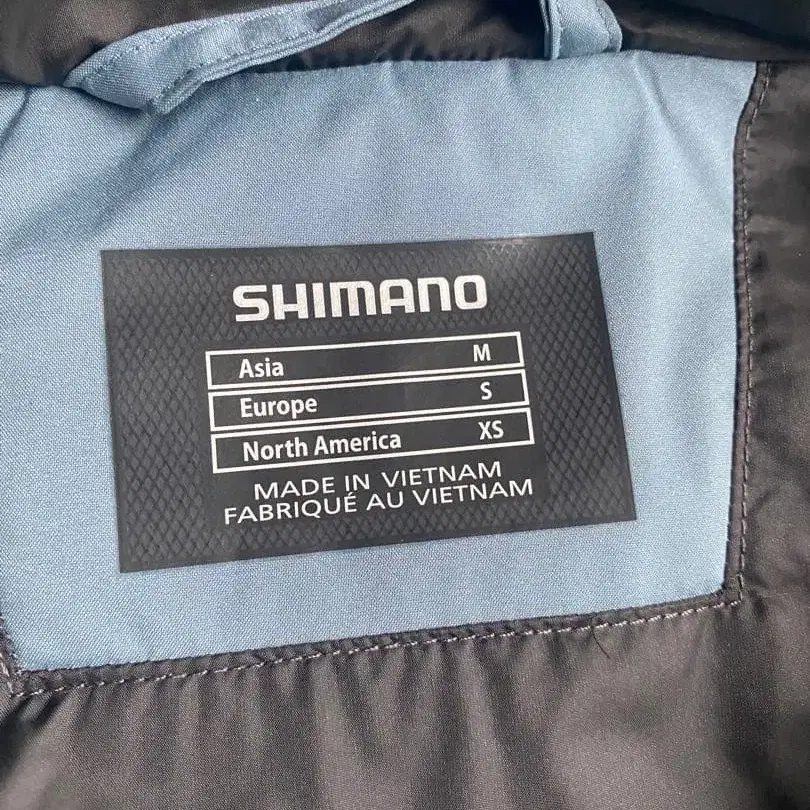 SHIMANO
Asia M
Europe S
North America XS
MADE IN VIETNAM
FABRIQUÉ AU VIETNAM